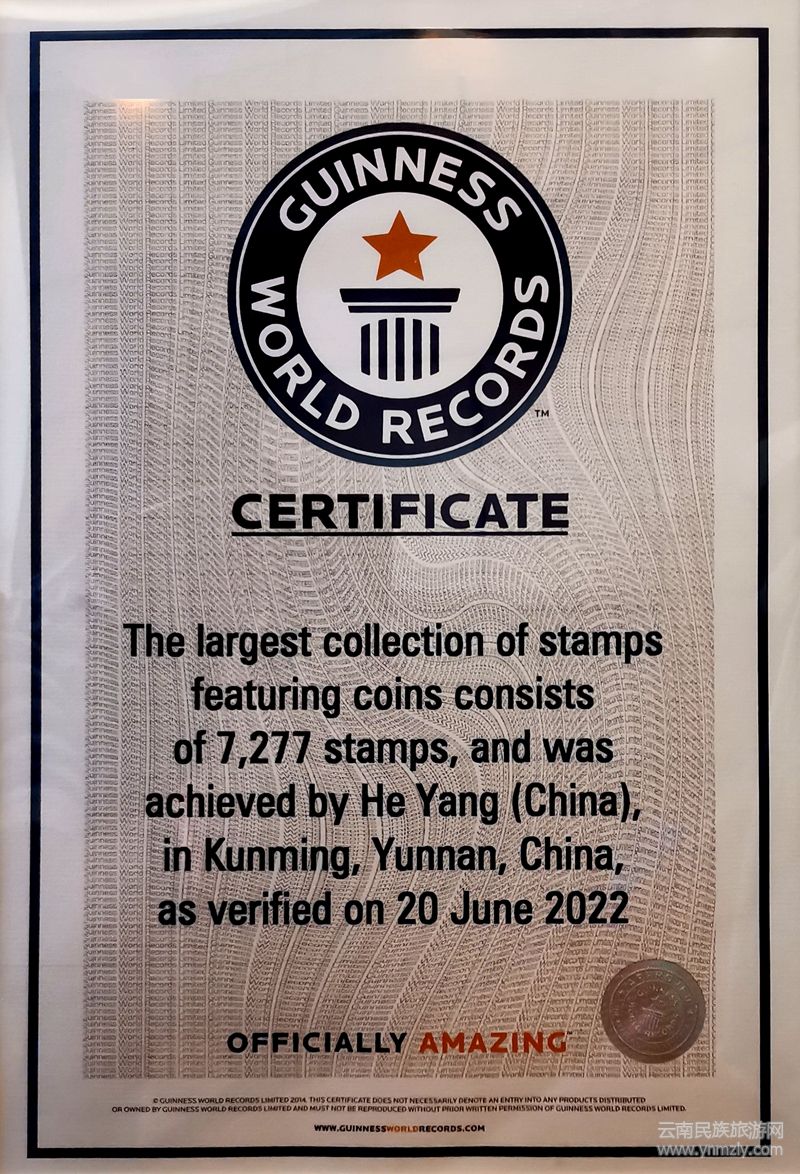 GUINNESS
WORLD RECORDS
TM
CERTIFICATE
The largest collection of stamps
featuring coins consists
of 7,277 stamps, and was
achieved by He Yang (China),
in Kunming, Yunnan, China,
as verified on 20 June 2022
OFFICIALLY AMAZING
© GUINNESS WORLD RECORDS LIMITED 2014. THIS CERTIFICATE DOES NOT NECESSARILY DENOTE AN ENTRY INTO ANY PRODUCTS DISTRIBUTED
OR OWNED BY GUINNESS WORLD RECORDS LIMITED AND MUST NOT BE REPRODUCED WITHOUT PRIOR WRITTEN PERMISSION OF GUINNESS WORLD RECORDS LIMITED.
WWW.GUINNESSWORLDRECORDS.COM
云南民族旅游网
www.ynmzly.com